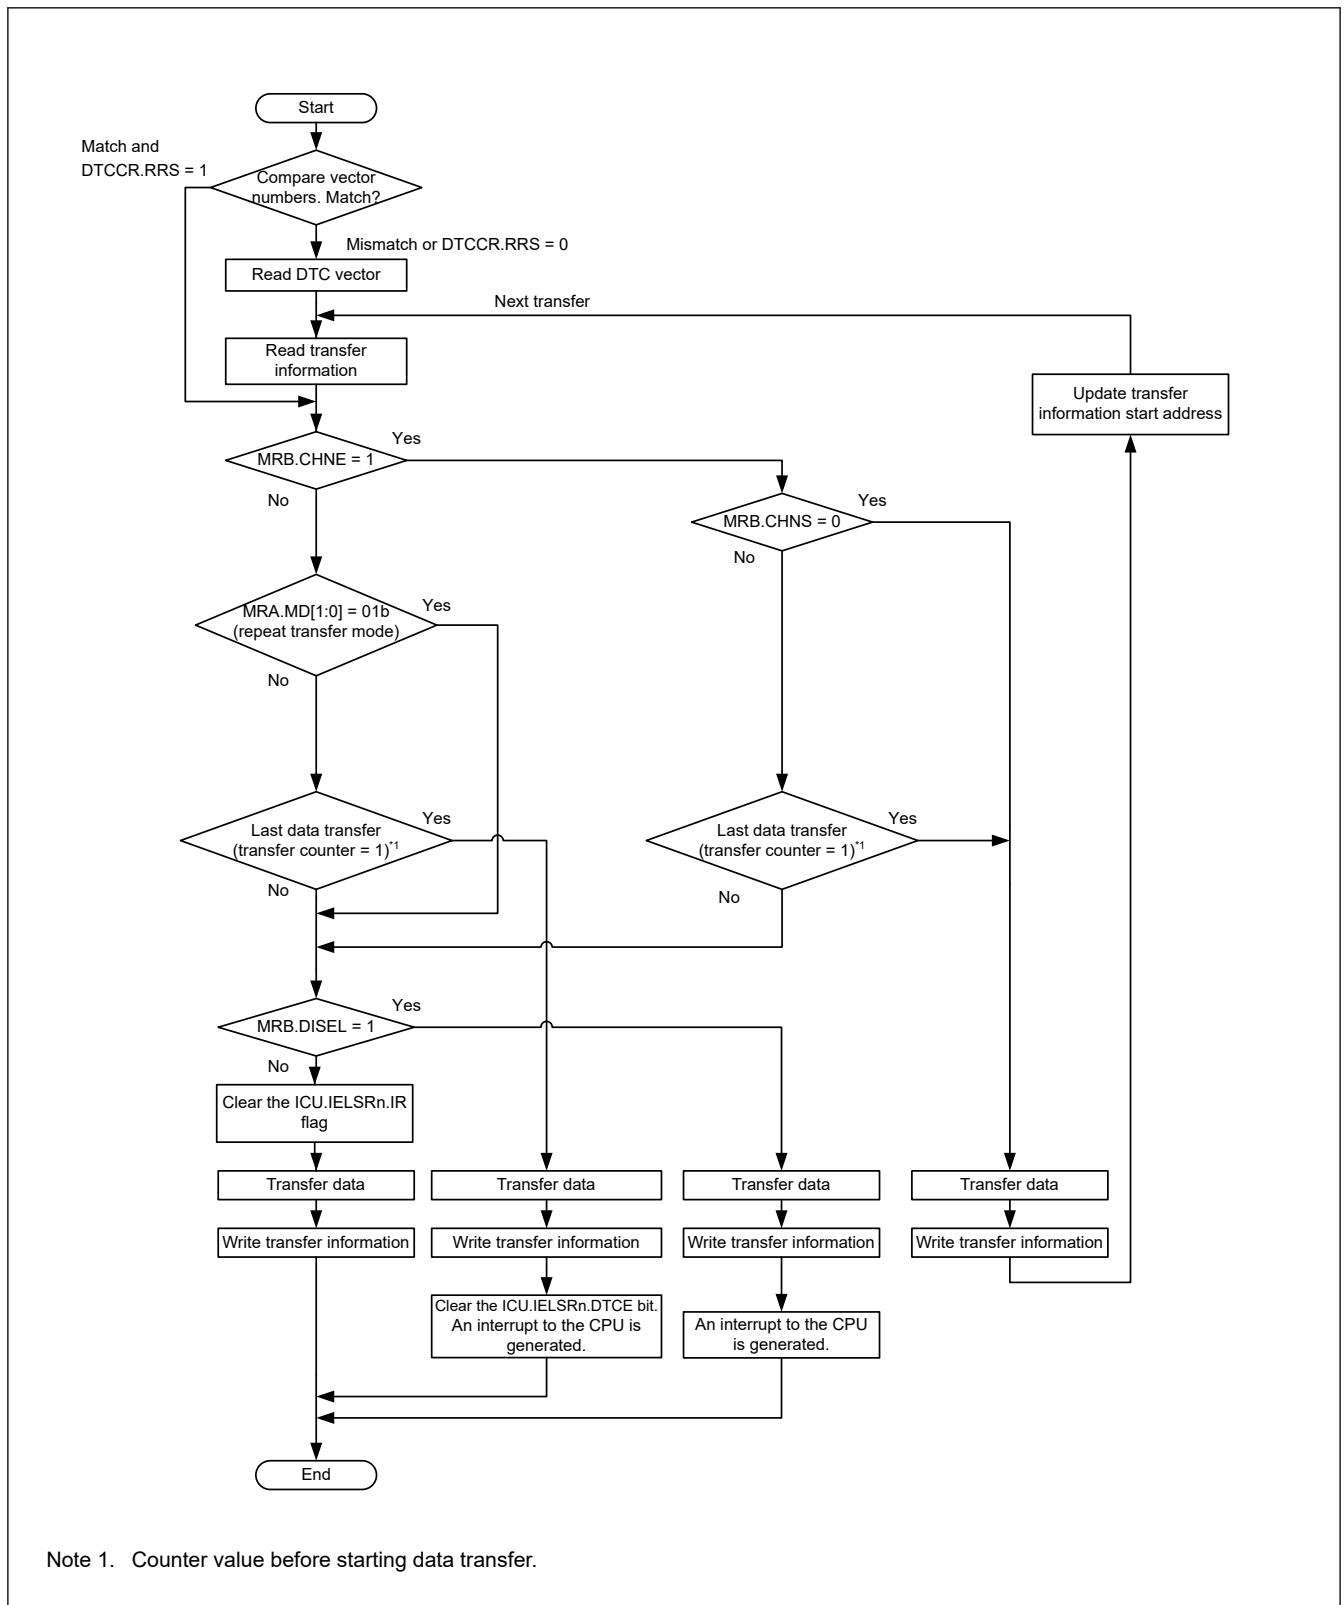 Start
Match and
DTCCR.RRS = 1
Compare vector
numbers. Match?
Mismatch or DTCCR.RRS = 0
Read DTC vector
Next transfer
Read transfer
information
Update transfer
information start address
MRB.CHNE = 1
Yes
No
MRB.CHNS = 0
Yes
No
MRA.MD[1:0] = 01b
(repeat transfer mode)
Yes
No
Last data transfer
(transfer counter = 1)*1
Yes
No
Last data transfer
(transfer counter = 1)*1
Yes
No
MRB.DISEL = 1
Yes
No
Clear the ICU.IELSRn.IR
flag
Transfer data
Transfer data
Transfer data
Transfer data
Write transfer information
Write transfer information
Write transfer information
Write transfer information
Clear the ICU.IELSRn.DTCE bit.
An interrupt to the CPU is
generated.
An interrupt to the CPU
is generated.
End
Note 1. Counter value before starting data transfer.